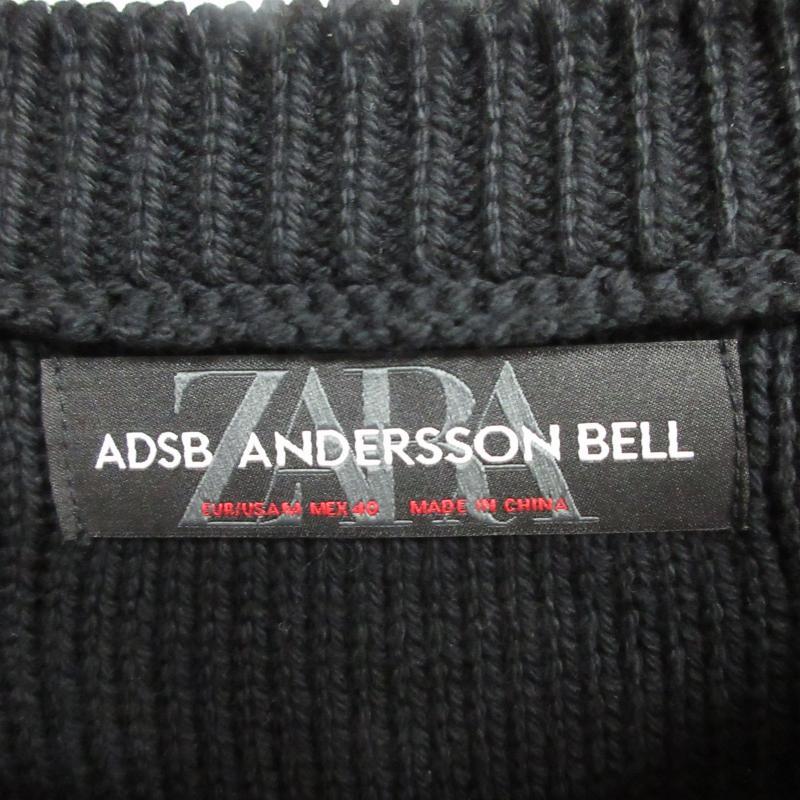 ZARA
ADSB ANDERSSON BELL
EUR/USA M MEX 40 MADE IN CHINA